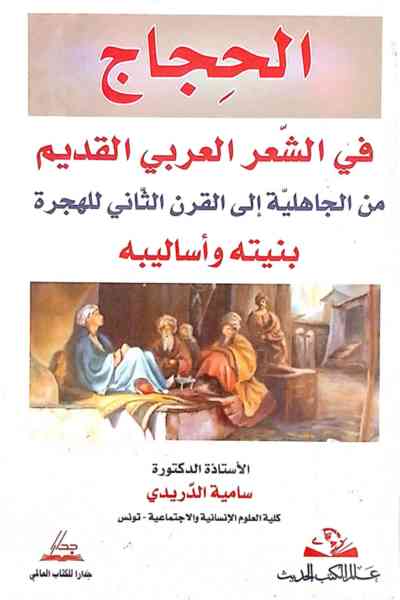 الحِجاج
في الشّعر العربي القديم
من الجاهليّة إلى القرن الثّاني للهجرة
بنيته وأساليبه
الأستاذة الدكتورة
سامية الدّريدي
كلية العلوم الإنسانية والاجتماعية - تونس
جدارا
جدارا للكتاب العالمي
عالم الكتب الحديث